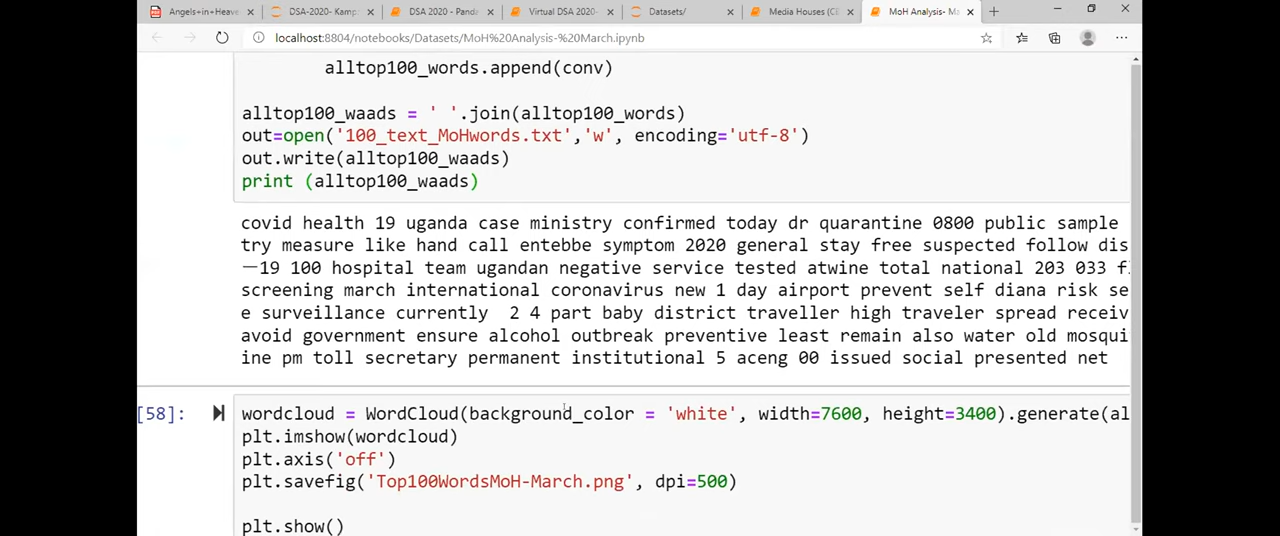 Angels+in+Heave
DSA-2020- Kamp
DSA 2020 - Panda
Virtual DSA 2020-
Datasets/
Media Houses (CE
MoH Analysis- Ma
localhost:8804/notebooks/Datasets/MoH%20Analysis-%20March.ipynb
alltop100_words.append(conv)
alltop100_waads = ' '.join(alltop100_words)
out=open('100_text_MoHwords.txt','w', encoding='utf-8')
out.write(alltop100_waads)
print (alltop100_waads)
covid health 19 uganda case ministry confirmed today dr quarantine 0800 public sample
try measure like hand call entebbe symptom 2020 general stay free suspected follow dis
—19 100 hospital team ugandan negative service tested atwine total national 203 033 f
screening march international coronavirus new 1 day airport prevent self diana risk se
e surveillance currently 2 4 part baby district traveller high traveler spread receiv
avoid government ensure alcohol outbreak preventive least remain also water old mosqu
ine pm toll secretary permanent institutional 5 aceng 00 issued social presented net
[58]:
wordcloud = WordCloud(background_color = 'white', width=7600, height=3400).generate(al
plt.imshow(wordcloud)
plt.axis('off')
plt.savefig('Top100WordsMoH-March.png', dpi=500)
plt.show()